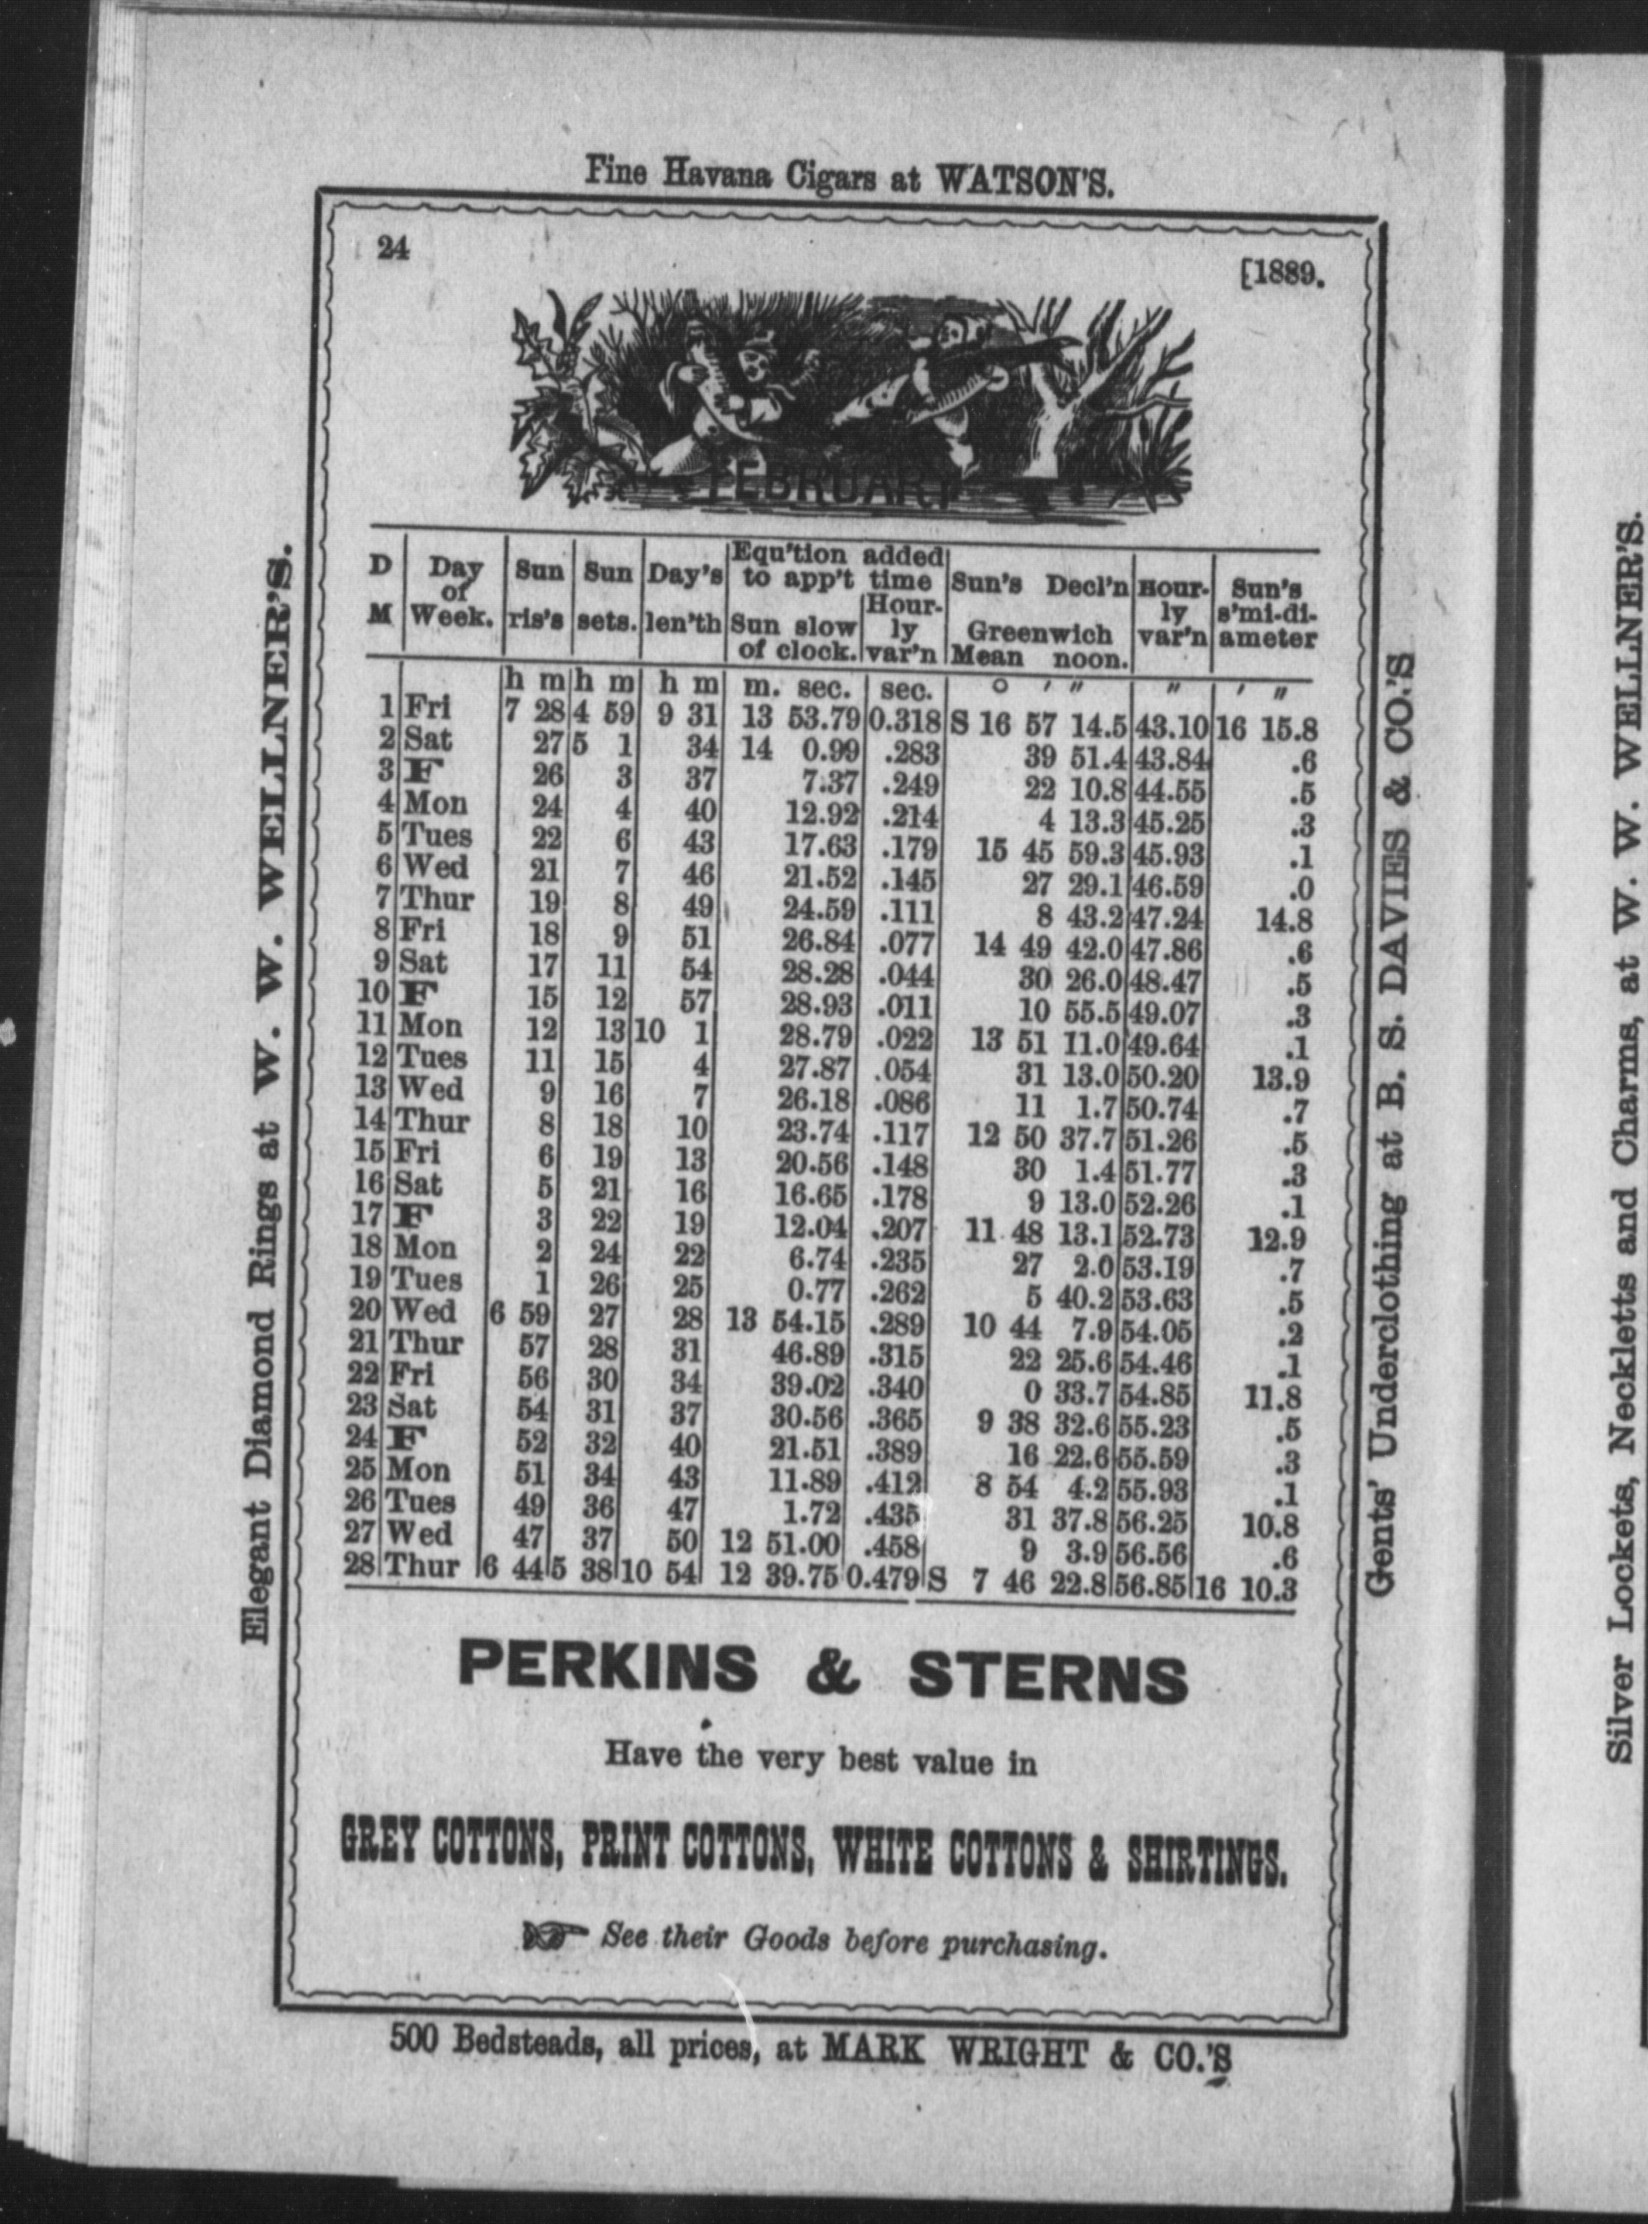 Fine Havana Cigars at WATSON'S.
24
[1889.
FEBRUARY
D M | Day of Week. | Sun ris's | Sun sets. | Day's len'th | Equ'tion added to app't time Sun slow of clock. | Hour-ly var'n | Sun's Decl'n Greenwich Mean noon. | Hour-ly var'n | Sun's s'mi-di-ameter
h m | h m | h m | m. sec. | sec. | ° ' " | " | ' "
1 Fri 7 28 4 59 9 31 13 53.79 0.318 S 16 57 14.5 43.10 16 15.8
2 Sat 27 5 1 34 14 0.99 .283 39 51.4 43.84 .6
3 F 26 3 37 7.37 .249 22 10.8 44.55 .5
4 Mon 24 4 40 12.92 .214 4 13.3 45.25 .3
5 Tues 22 6 43 17.63 .179 15 45 59.3 45.93 .1
6 Wed 21 7 46 21.52 .145 27 29.1 46.59 .0
7 Thur 19 8 49 24.59 .111 8 43.2 47.24 14.8
8 Fri 18 9 51 26.84 .077 14 49 42.0 47.86 .6
9 Sat 17 11 54 28.28 .044 30 26.0 48.47 .5
10 F 15 12 57 28.93 .011 10 55.5 49.07 .3
11 Mon 12 13 10 1 28.79 .022 13 51 11.0 49.64 .1
12 Tues 11 15 4 27.87 .054 31 13.0 50.20 13.9
13 Wed 9 16 7 26.18 .086 11 1.7 50.74 .7
14 Thur 8 18 10 23.74 .117 12 50 37.7 51.26 .5
15 Fri 6 19 13 20.56 .148 30 1.4 51.77 .3
16 Sat 5 21 16 16.65 .178 9 13.0 52.26 .1
17 F 3 22 19 12.04 .207 11 48 13.1 52.73 12.9
18 Mon 2 24 22 6.74 .235 27 2.0 53.19 .7
19 Tues 1 26 25 0.77 .262 5 40.2 53.63 .5
20 Wed 6 59 27 28 13 54.15 .289 10 44 7.9 54.05 .2
21 Thur 57 28 31 46.89 .315 22 25.6 54.46 .1
22 Fri 56 30 34 39.02 .340 0 33.7 54.85 11.8
23 Sat 54 31 37 30.56 .365 9 38 32.6 55.23 .5
24 F 52 32 40 21.51 .389 16 22.6 55.59 .3
25 Mon 51 34 43 11.89 .412 8 54 4.2 55.93 .1
26 Tues 49 36 47 1.72 .435 31 37.8 56.25 10.8
27 Wed 47 37 50 12 51.00 .458 9 3.9 56.56 .6
28 Thur 6 44 5 38 10 54 12 39.75 0.479 S 7 46 22.8 56.85 16 10.3
PERKINS & STERNS
Have the very best value in
GREY COTTONS, PRINT COTTONS, WHITE COTTONS & SHIRTINGS.
See their Goods before purchasing.
500 Bedsteads, all prices, at MARK WRIGHT & CO.'S
Elegant Diamond Rings at W. W. WELLNER'S.
Gents' Underclothing at B. S. DAVIES & CO.'S
Silver Lockets, Neckletts and Charms, at W. W. WELLNER'S.